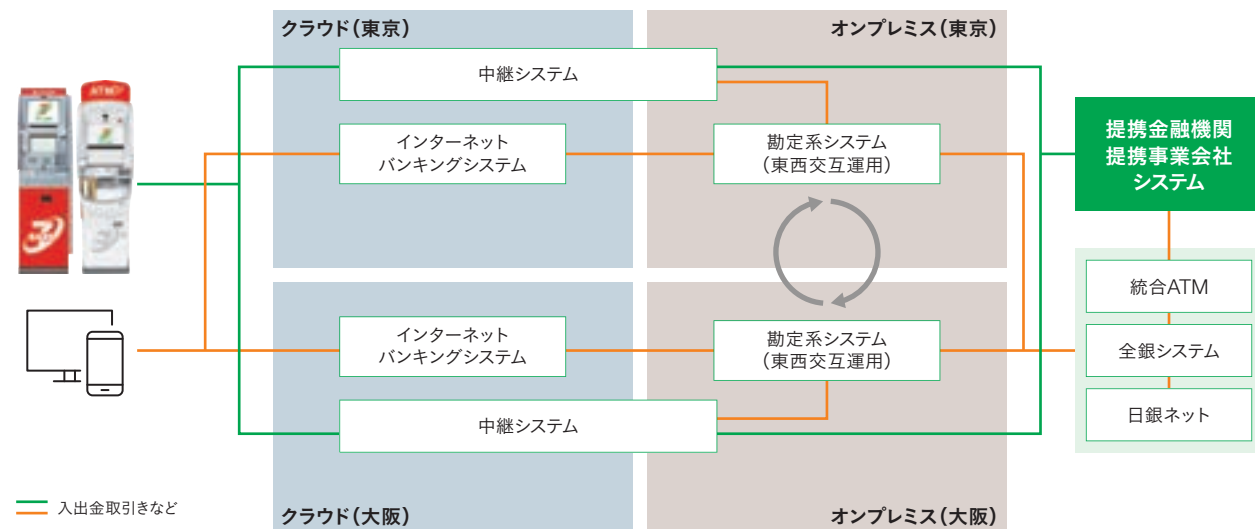 クラウド(東京)
オンプレミス(東京)
中継システム
インターネット
バンキングシステム
勘定系システム
(東西交互運用)
提携金融機関
提携事業会社
システム
ATM
統合ATM
インターネット
バンキングシステム
勘定系システム
(東西交互運用)
全銀システム
中継システム
日銀ネット
入出金取引きなど
クラウド(大阪)
オンプレミス(大阪)